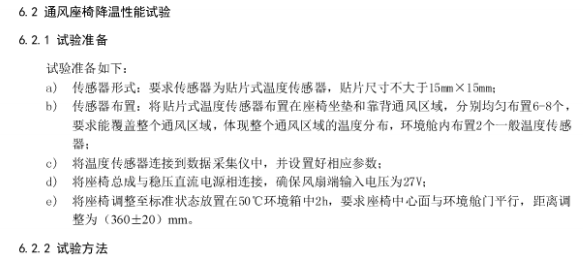 6.2 通风座椅降温性能试验
6.2.1 试验准备
试验准备如下：
a) 传感器形式：要求传感器为贴片式温度传感器，贴片尺寸不大于15mm×15mm；
b) 传感器布置：将贴片式温度传感器布置在座椅坐垫和靠背通风区域，分别均匀布置6-8个，
要求能覆盖整个通风区域，体现整个通风区域的温度分布，环境舱内布置2个一般温度传感
器；
c) 将温度传感器连接到数据采集仪中，并设置好相应参数；
d) 将座椅总成与稳压直流电源相连接，确保风扇端输入电压为27V；
e) 将座椅调整至标准状态放置在50℃环境箱中2h，要求座椅中心面与环境舱门平行，距离调
整为（360±20）mm。
6.2.2 试验方法